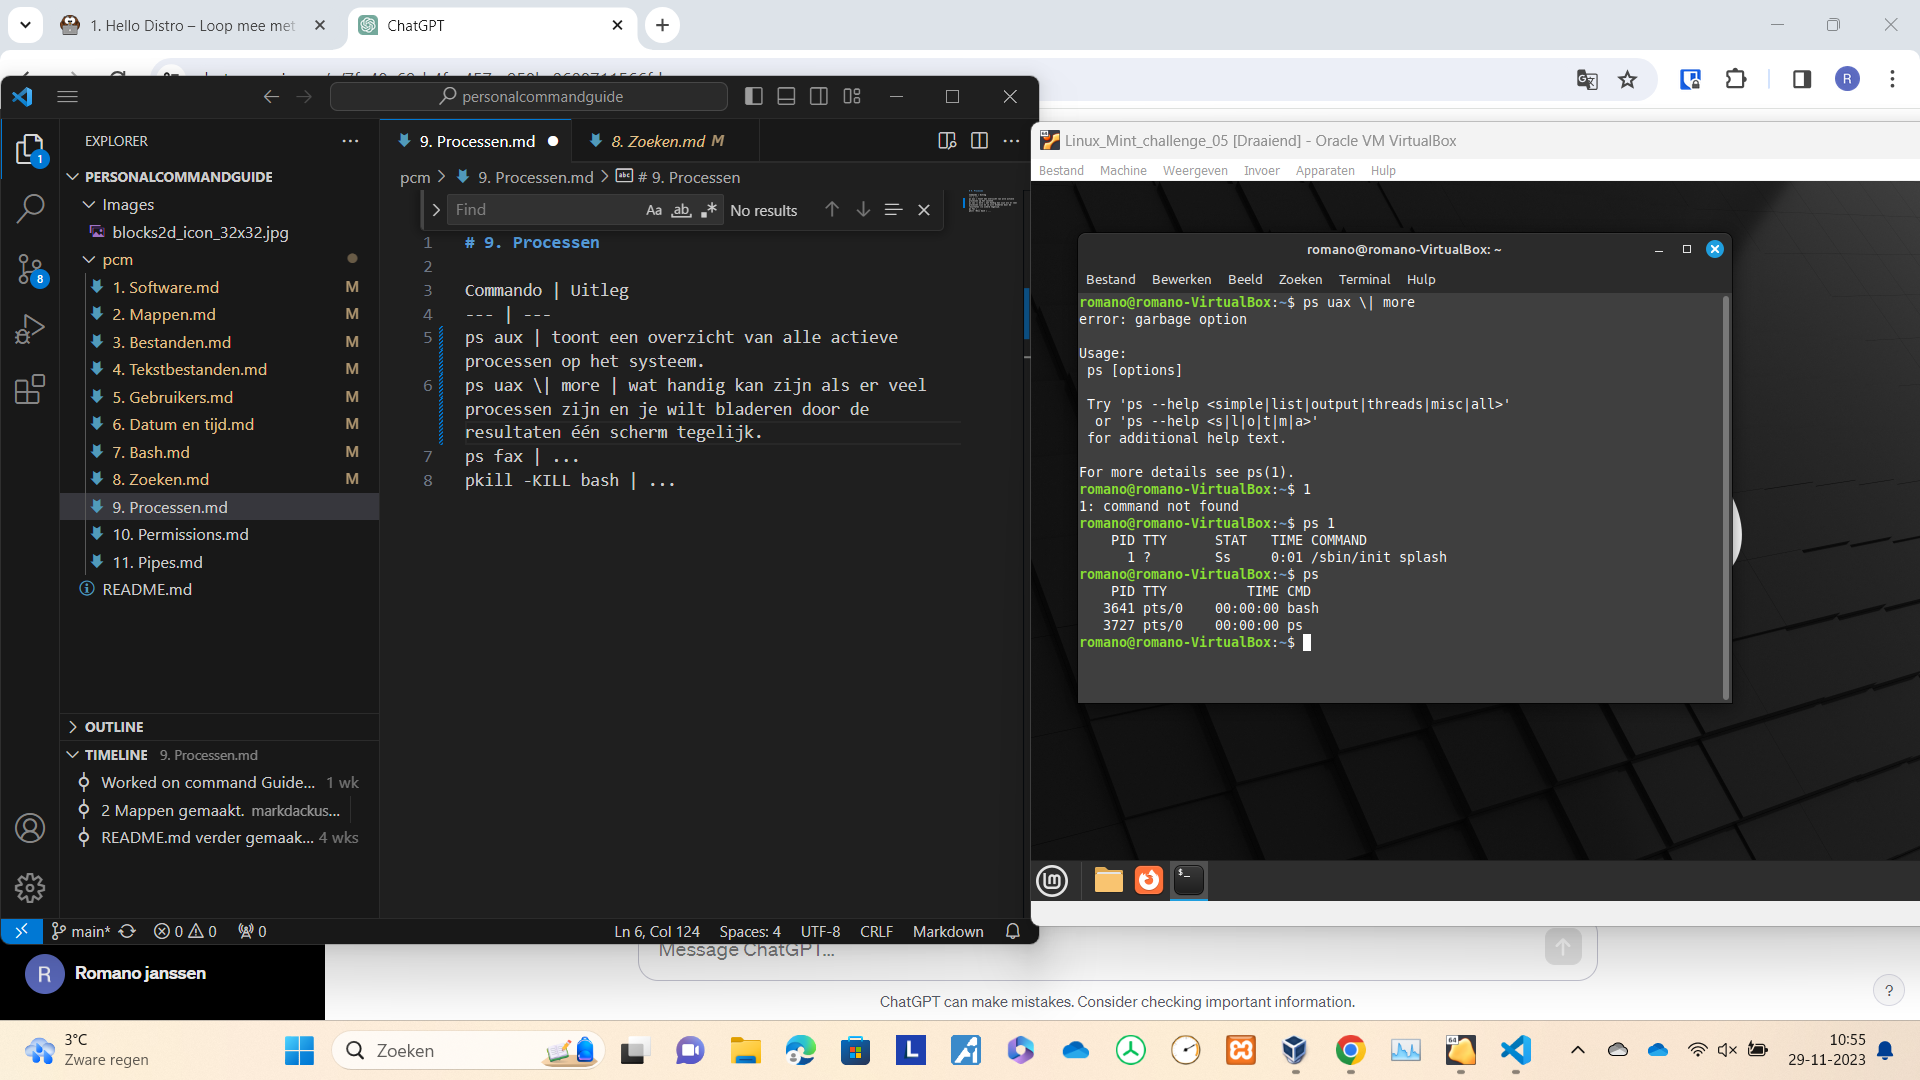 1. Hello Distro – Loop mee met
ChatGPT
personalcommandguide
EXPLORER
9. Processen.md
8. Zoeken.md M
PERSONALCOMMANDGUIDE
pcm
9. Processen.md
# 9. Processen
Images
Find
Aa
ab
No results
blocks2d_icon_32x32.jpg
pcm
1. Software.md M
2. Mappen.md M
3. Bestanden.md M
4. Tekstbestanden.md M
5. Gebruikers.md M
6. Datum en tijd.md M
7. Bash.md M
8. Zoeken.md M
9. Processen.md
10. Permissions.md
11. Pipes.md
README.md
OUTLINE
TIMELINE 9. Processen.md
Worked on command Guide... 1 wk
2 Mappen gemaakt. markdackus...
README.md verder gemaak... 4 wks
1 # 9. Processen
2
3 Commando | Uitleg
4 --- | ---
5 ps aux | toont een overzicht van alle actieve
processen op het systeem.
6 ps uax \| more | wat handig kan zijn als er veel
processen zijn en je wilt bladeren door de
resultaten één scherm tegelijk.
7 ps fax | ...
8 pkill -KILL bash | ...
1
8
main*
0
0
0
Ln 6, Col 124
Spaces: 4
UTF-8
CRLF
Markdown
Linux_Mint_challenge_05 [Draaiend] - Oracle VM VirtualBox
Bestand Machine Weergeven Invoer Apparaten Hulp
romano@romano-VirtualBox: ~
Bestand Bewerken Beeld Zoeken Terminal Hulp
romano@romano-VirtualBox:~$ ps uax \| more
error: garbage option
Usage:
ps [options]
Try 'ps --help <simple|list|output|threads|misc|all>'
or 'ps --help <s|l|o|t|m|a>'
for additional help text.
For more details see ps(1).
romano@romano-VirtualBox:~$ 1
1: command not found
romano@romano-VirtualBox:~$ ps 1
PID TTY STAT TIME COMMAND
1 ? Ss 0:01 /sbin/init splash
romano@romano-VirtualBox:~$ ps
PID TTY TIME CMD
3641 pts/0 00:00:00 bash
3727 pts/0 00:00:00 ps
romano@romano-VirtualBox:~$
R
Romano janssen
Message ChatGPT...
ChatGPT can make mistakes. Consider checking important information.
?
R
3°C
Zware regen
Zoeken
L
64
10:55
29-11-2023